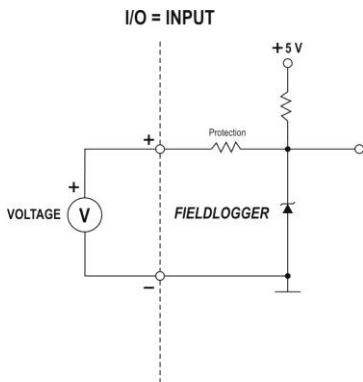 I/O = INPUT
+5 V
+
Protection
+
VOLTAGE
V
FIELDLOGGER
−